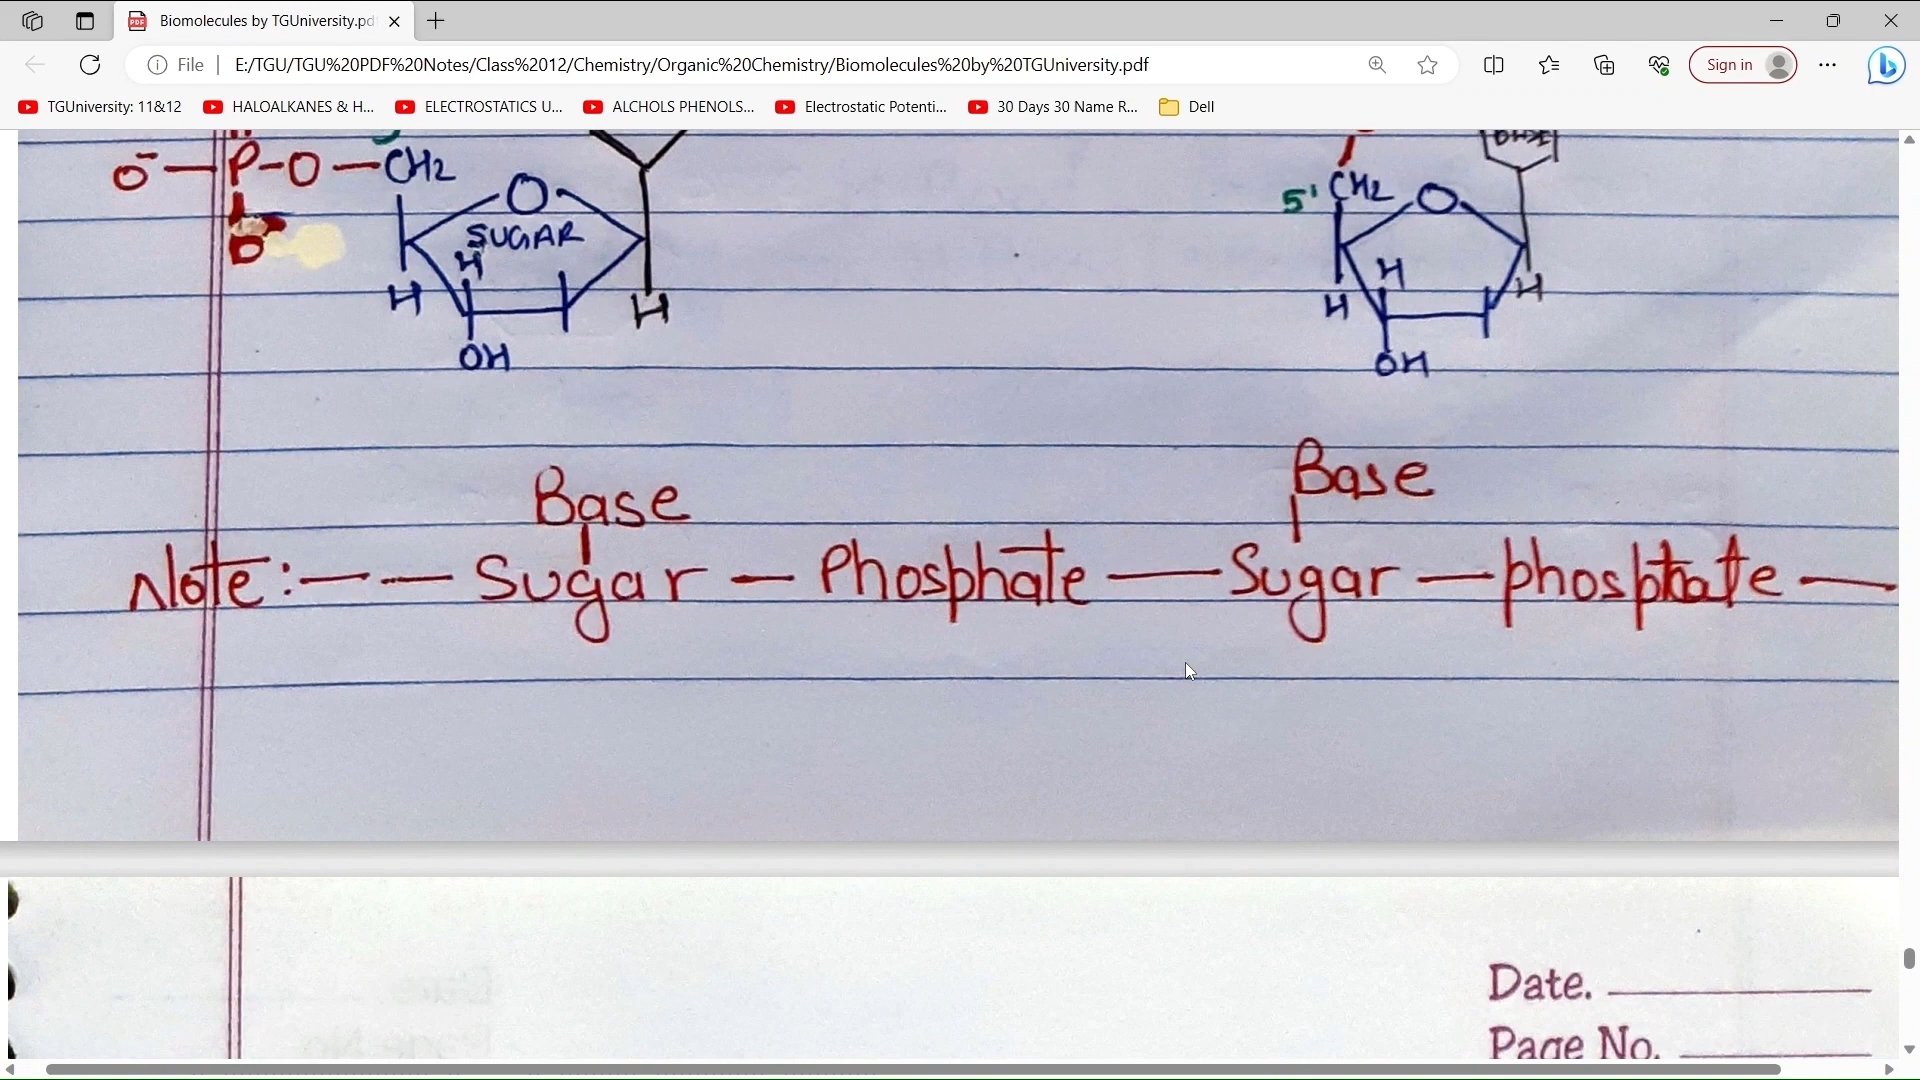 Biomolecules by TGUniversity.pd
File
E:/TGU/TGU%20PDF%20Notes/Class%2012/Chemistry/Organic%20Chemistry/Biomolecules%20by%20TGUniversity.pdf
Sign in
TGUniversity: 11&12 HALOALKANES & H... ELECTROSTATICS U... ALCHOLS PHENOLS... Electrostatic Potenti... 30 Days 30 Name R... Dell
O⁻—P–O—CH2 O
5' CH2 O
SUGAR
H H
H H H
H
OH
OH
Base Base
Note:— — Sugar — Phosphate — Sugar — phosphate —
Date.
Page No.